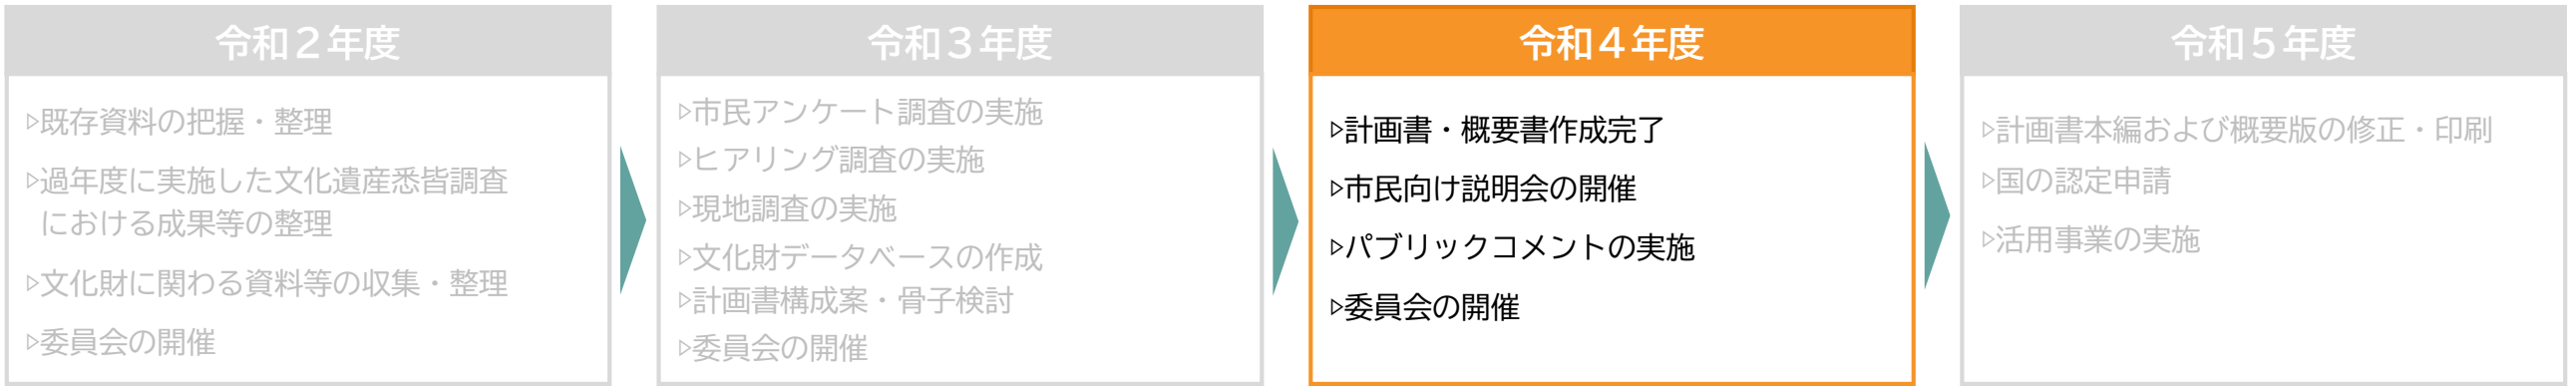 令和２年度
▷既存資料の把握・整理
▷過年度に実施した文化遺産悉皆調査
における成果等の整理
▷文化財に関わる資料等の収集・整理
▷委員会の開催
令和３年度
▷市民アンケート調査の実施
▷ヒアリング調査の実施
▷現地調査の実施
▷文化財データベースの作成
▷計画書構成案・骨子検討
▷委員会の開催
令和４年度
▷計画書・概要書作成完了
▷市民向け説明会の開催
▷パブリックコメントの実施
▷委員会の開催
令和５年度
▷計画書本編および概要版の修正・印刷
▷国の認定申請
▷活用事業の実施